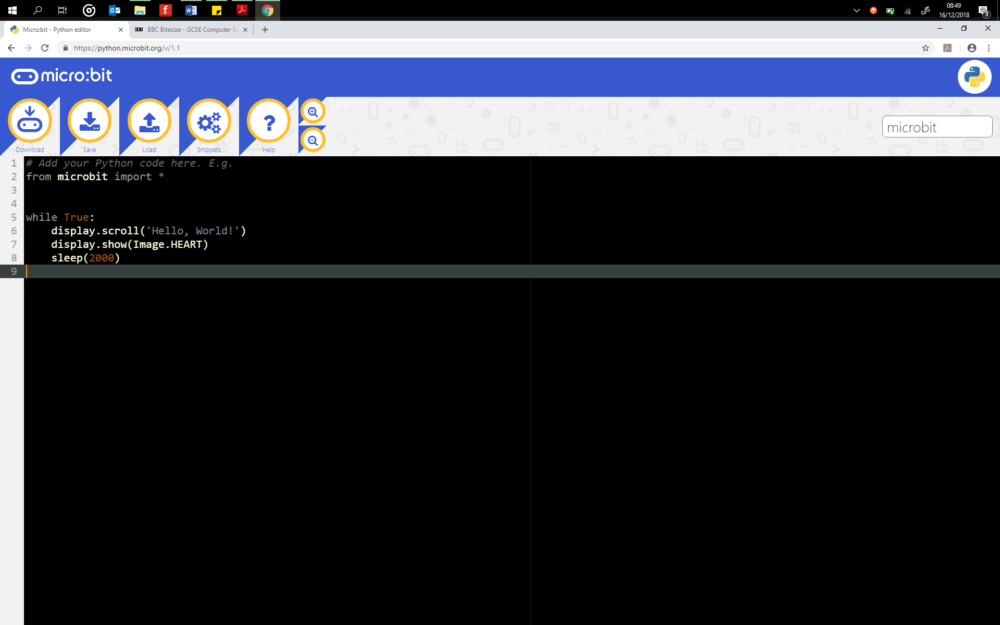 08:49
16/12/2018
3
Micro:bit - Python editor
BBC BBC Bitesize - GCSE Computer Sc
https://python.microbit.org/v/1.1
micro:bit
Download
Save
Load
?
Snippets
Help
microbit
1 # Add your Python code here. E.g.
2 from microbit import *
3
4
5 while True:
6 display.scroll('Hello, World!')
7 display.show(Image.HEART)
8 sleep(2000)
9